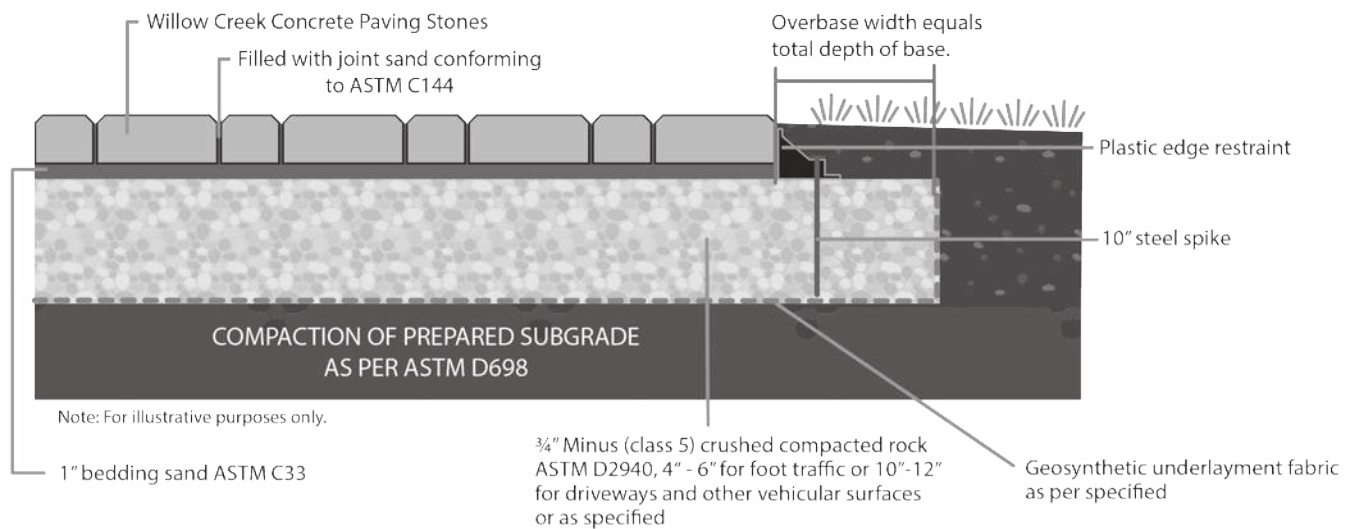 Willow Creek Concrete Paving Stones
Filled with joint sand conforming
to ASTM C144
Overbase width equals
total depth of base.
Plastic edge restraint
10” steel spike
COMPACTION OF PREPARED SUBGRADE
AS PER ASTM D698
Note: For illustrative purposes only.
1” bedding sand ASTM C33
¾” Minus (class 5) crushed compacted rock
ASTM D2940, 4” - 6” for foot traffic or 10”-12”
for driveways and other vehicular surfaces
or as specified
Geosynthetic underlayment fabric
as per specified